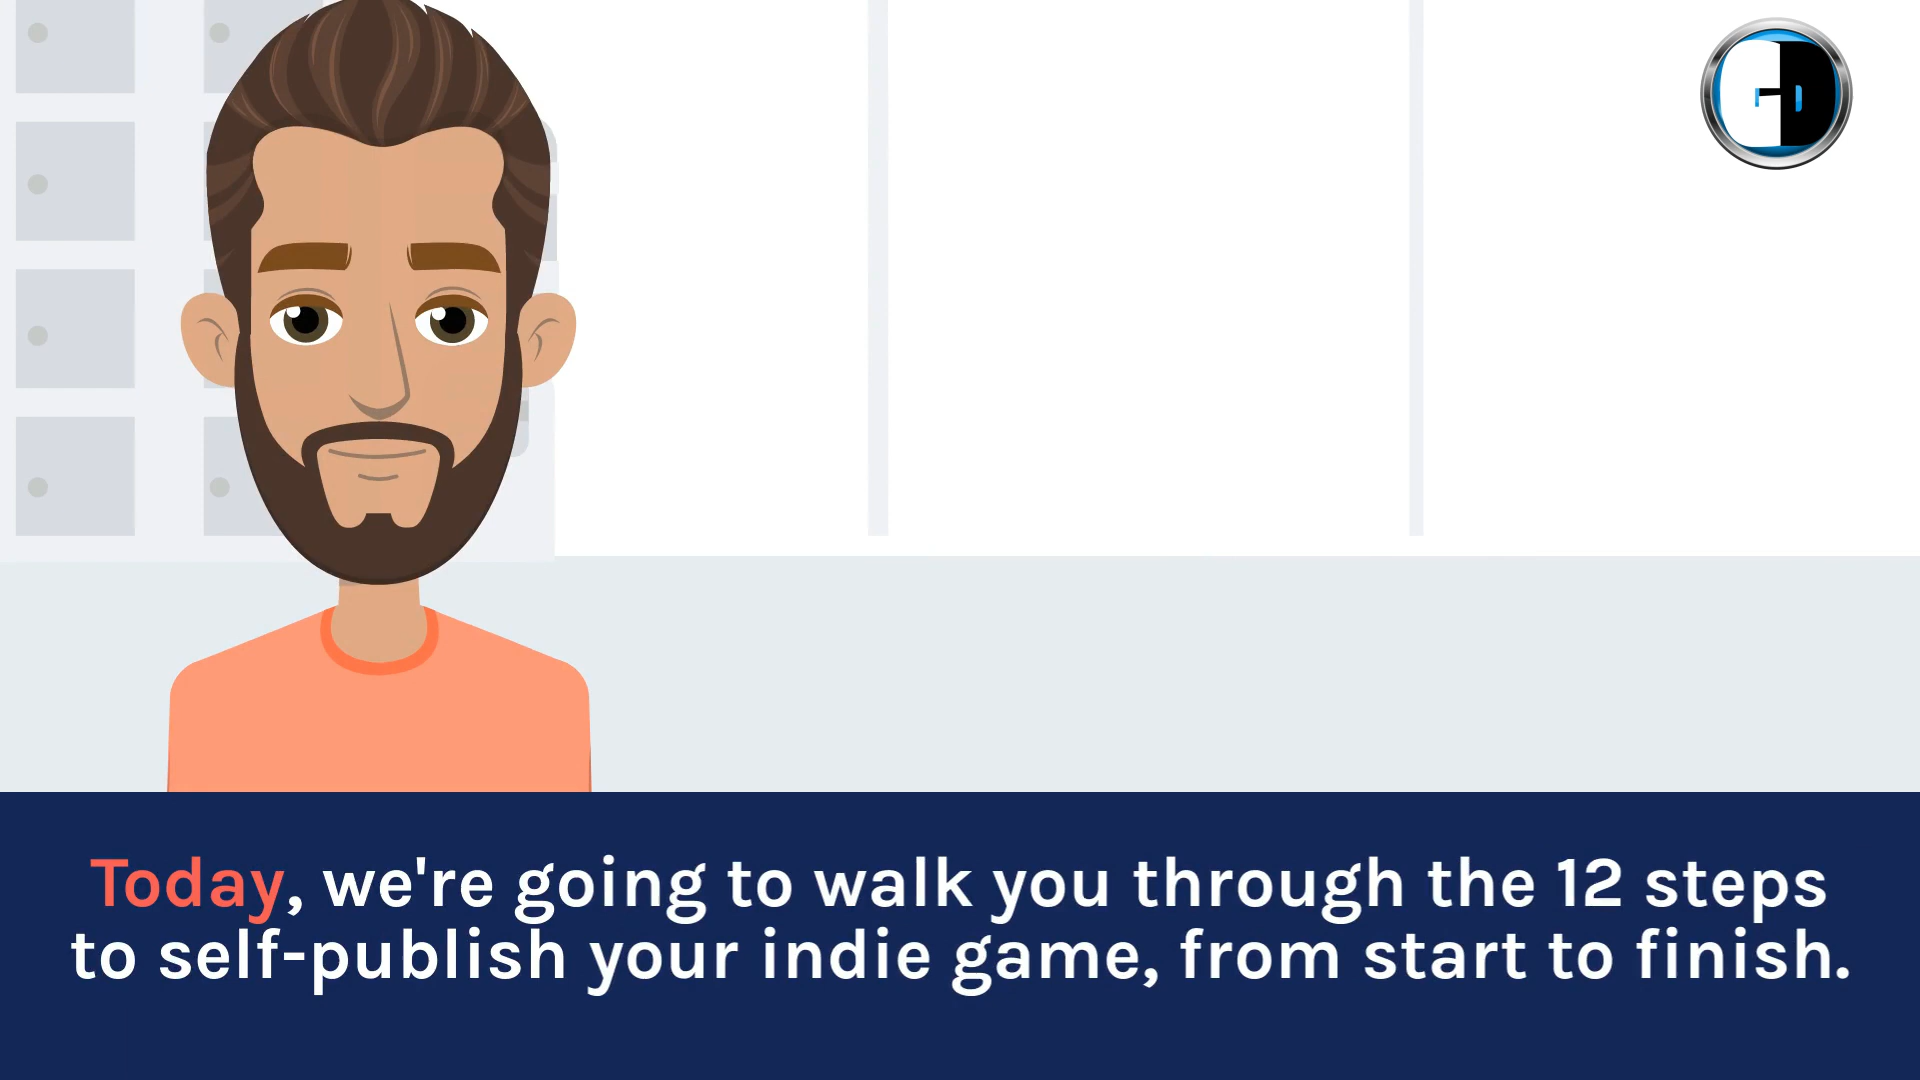 GD
Today, we're going to walk you through the 12 steps
to self-publish your indie game, from start to finish.